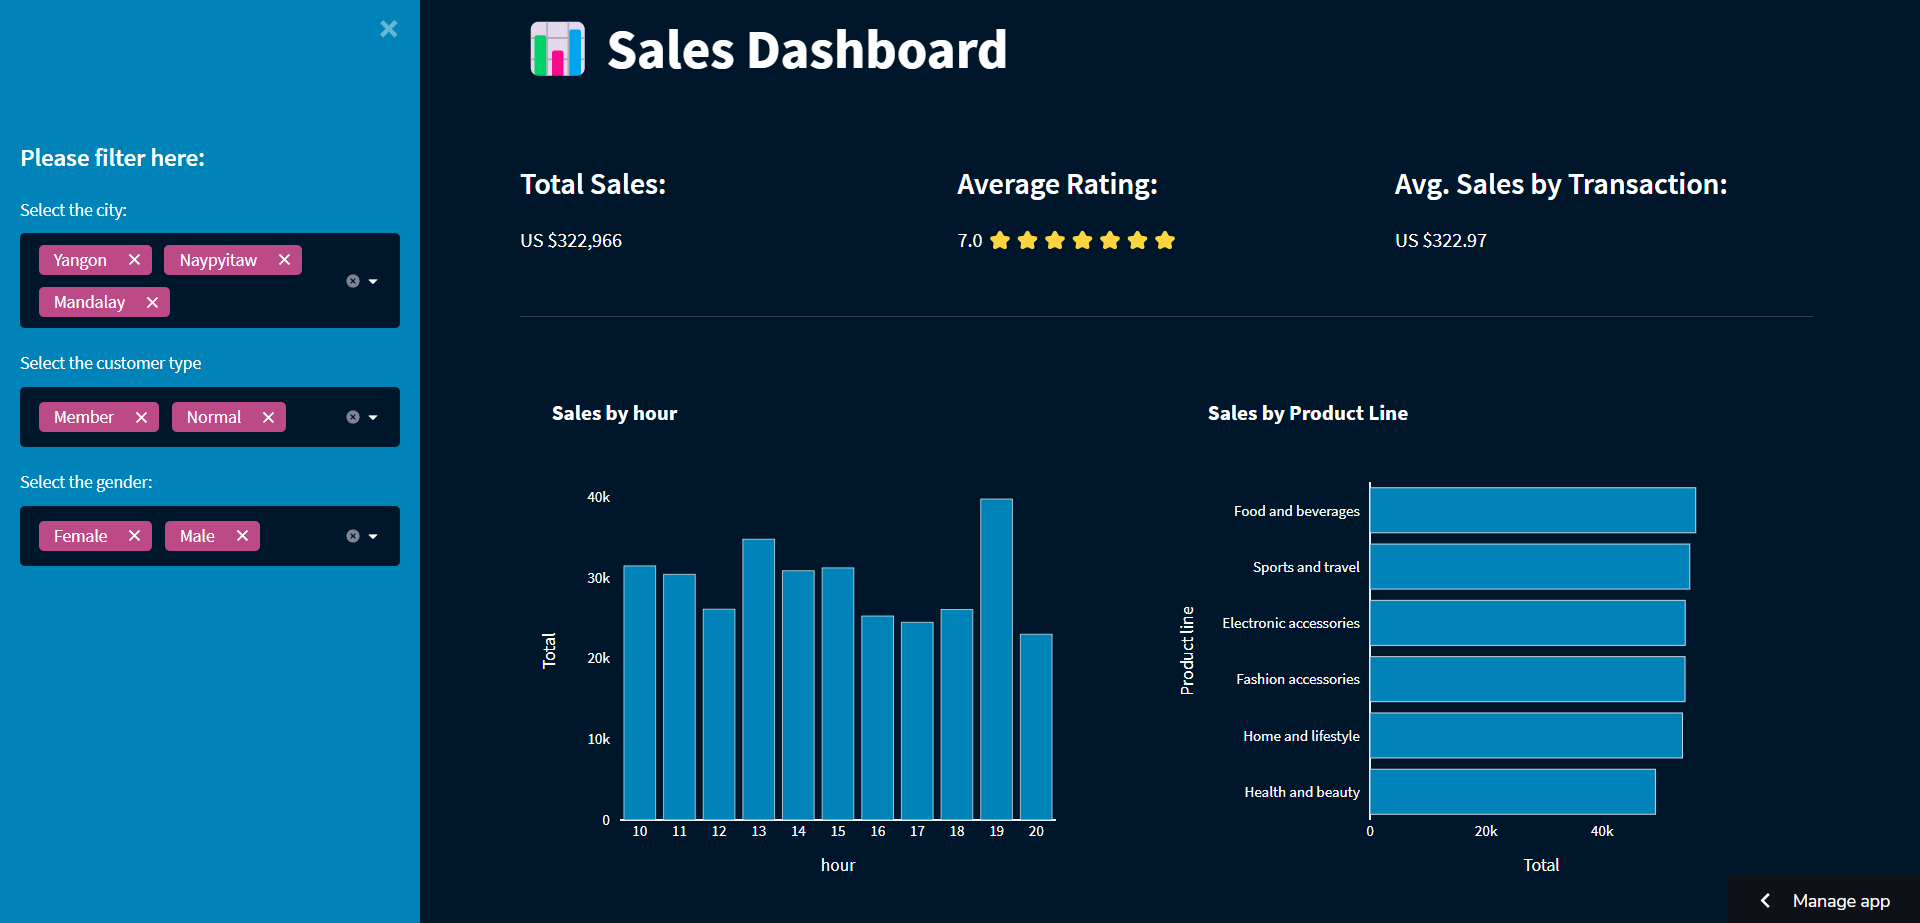 Sales Dashboard
Please filter here:
Select the city:
Yangon Naypyitaw
Mandalay
Select the customer type
Member Normal
Select the gender:
Female Male
Total Sales:
US $322,966
Average Rating:
7.0
Avg. Sales by Transaction:
US $322.97
Sales by hour
40k
30k
20k
10k
0
Total
10 11 12 13 14 15 16 17 18 19 20
hour
Sales by Product Line
Product line
Food and beverages
Sports and travel
Electronic accessories
Fashion accessories
Home and lifestyle
Health and beauty
0 20k 40k
Total
Manage app